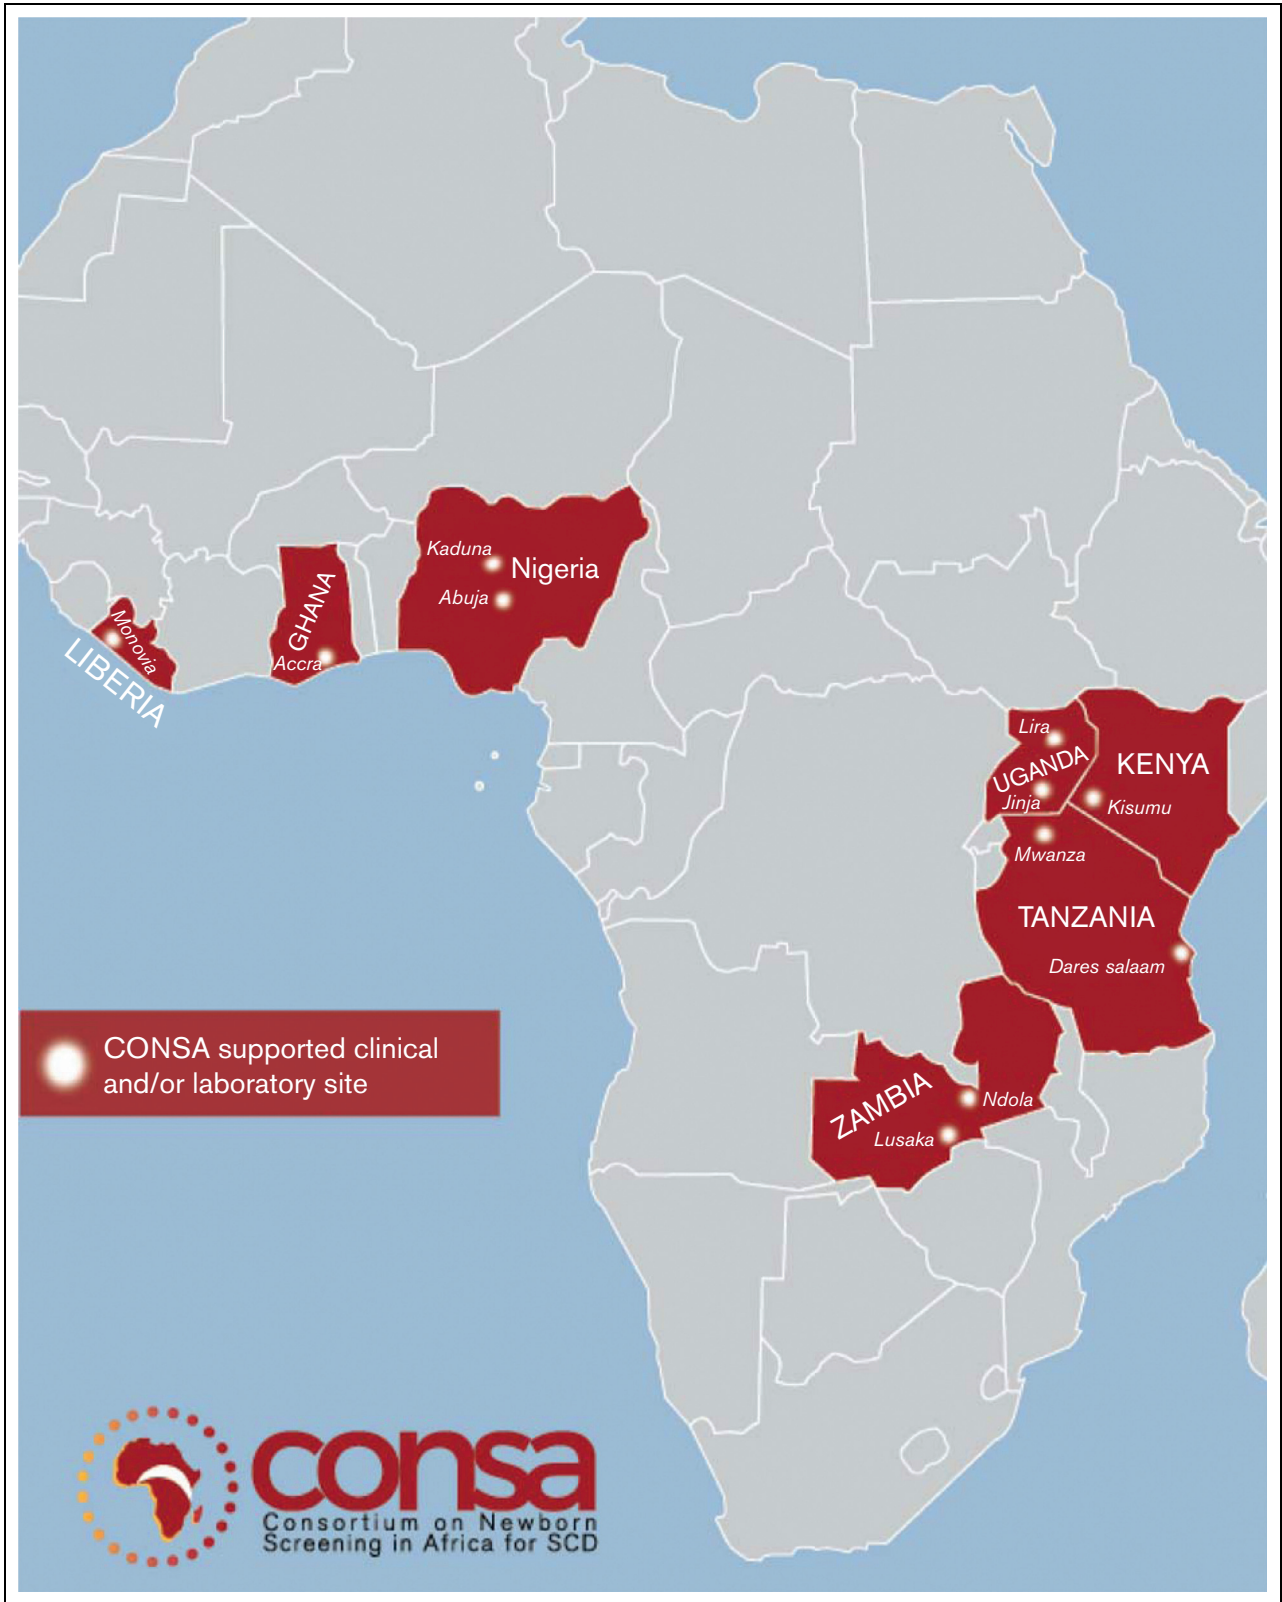 Kaduna
Nigeria
Abuja
GHANA
Accra
Monovia
LIBERIA
Lira
UGANDA
Jinja
KENYA
Kisumu
Mwanza
TANZANIA
Dares salaam
CONSA supported clinical
and/or laboratory site
ZAMBIA
Ndola
Lusaka
consa
Consortium on Newborn
Screening in Africa for SCD